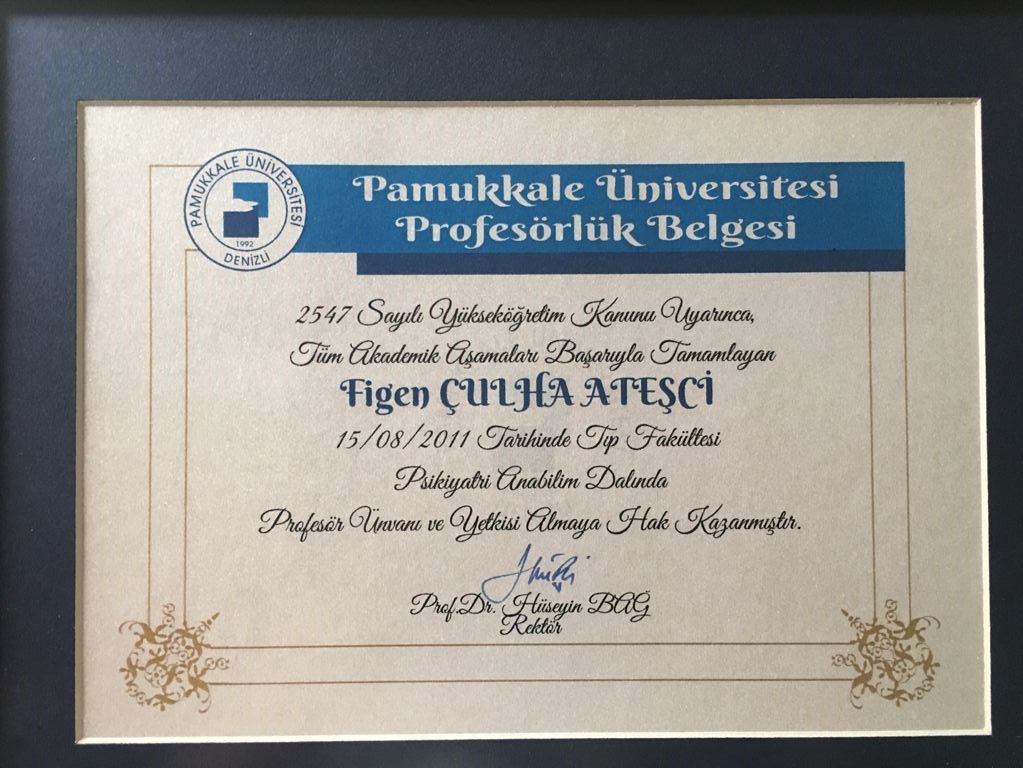 PAMUKKALE ÜNİVERSİTESİ
1992
DENİZLİ
Pamukkale Üniversitesi
Profesörlük Belgesi
2547 Sayılı Yükseköğretim Kanunu Uyarınca,
Tüm Akademik Aşamaları Başarıyla Tamamlayan
Figen ÇULHA ATEŞCİ
15/08/2011 Tarihinde Tıp Fakültesi
Psikiyatri Anabilim Dalında
Profesör Ünvanı ve Yetkisi Almaya Hak Kazanmıştır.
Prof.Dr. Hüseyin BAĞ
Rektör